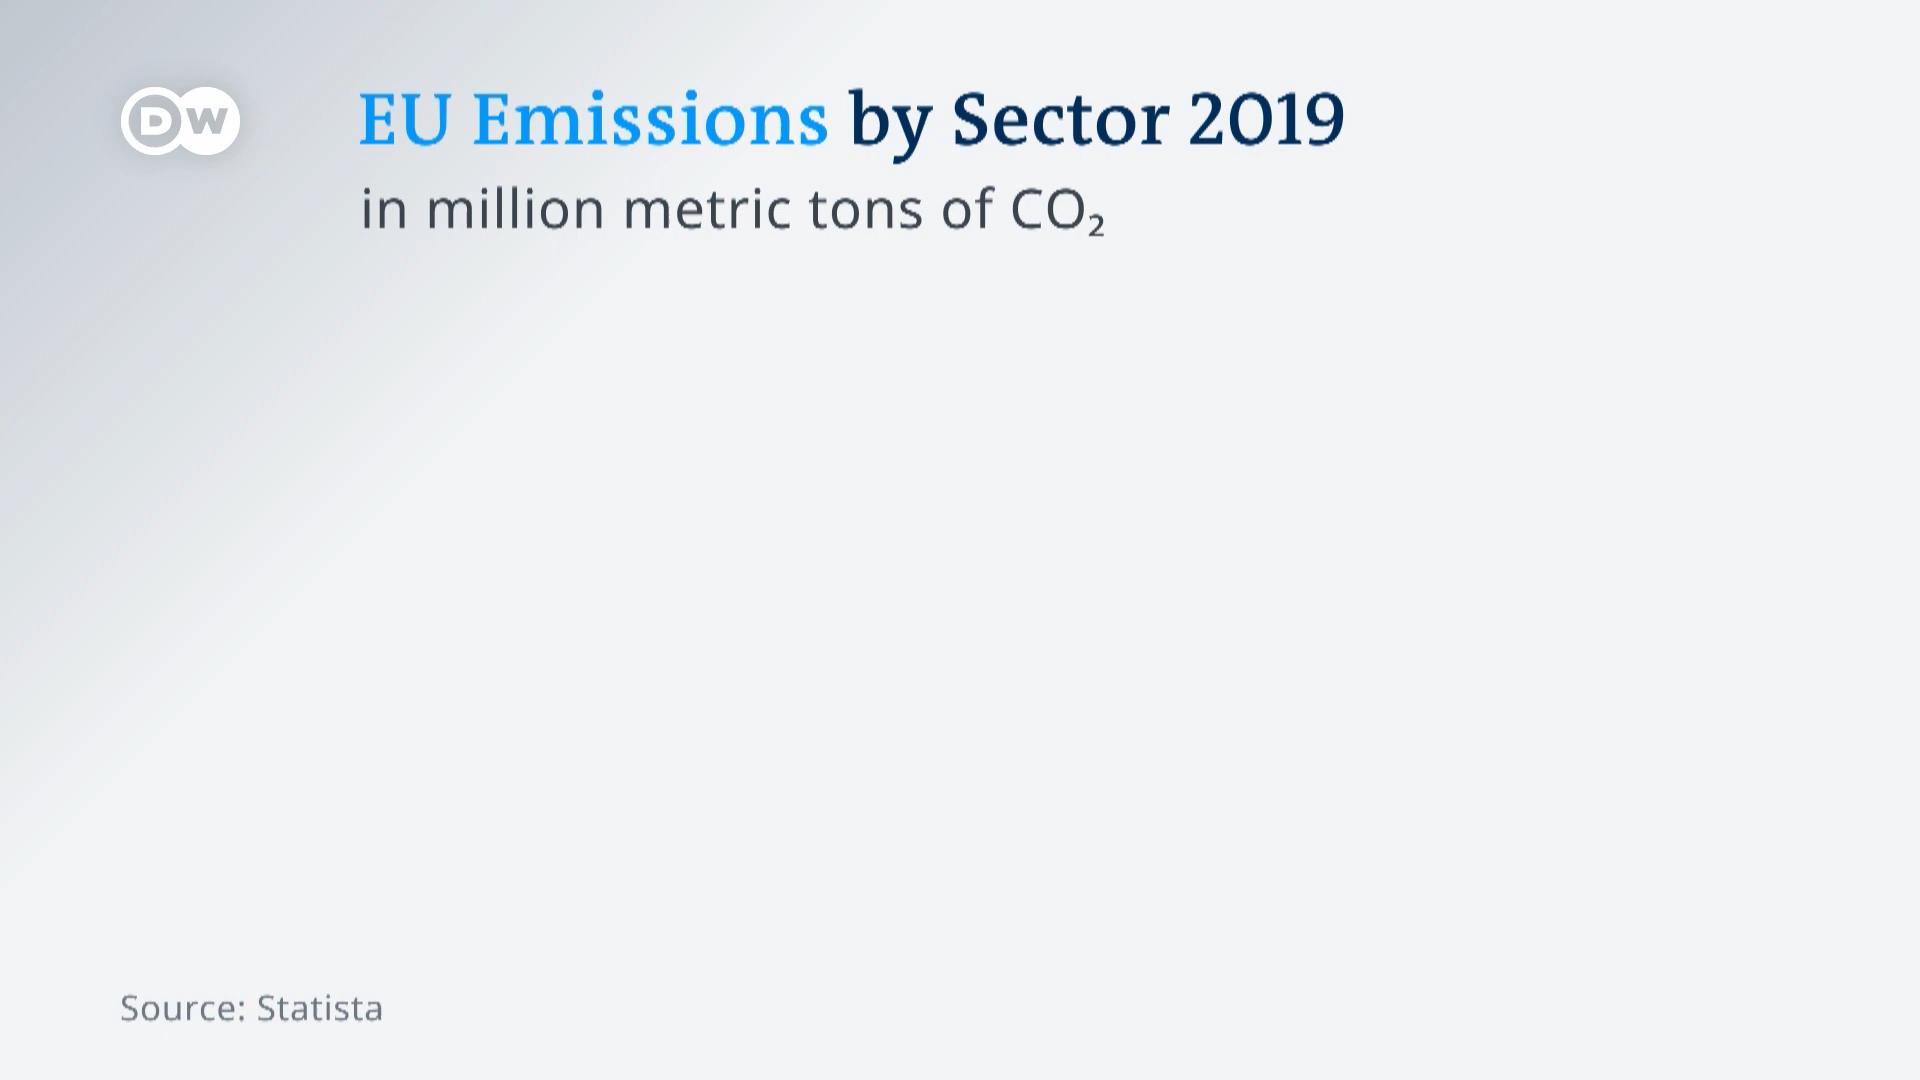 DW
EU Emissions by Sector 2019
in million metric tons of CO₂
Source: Statista